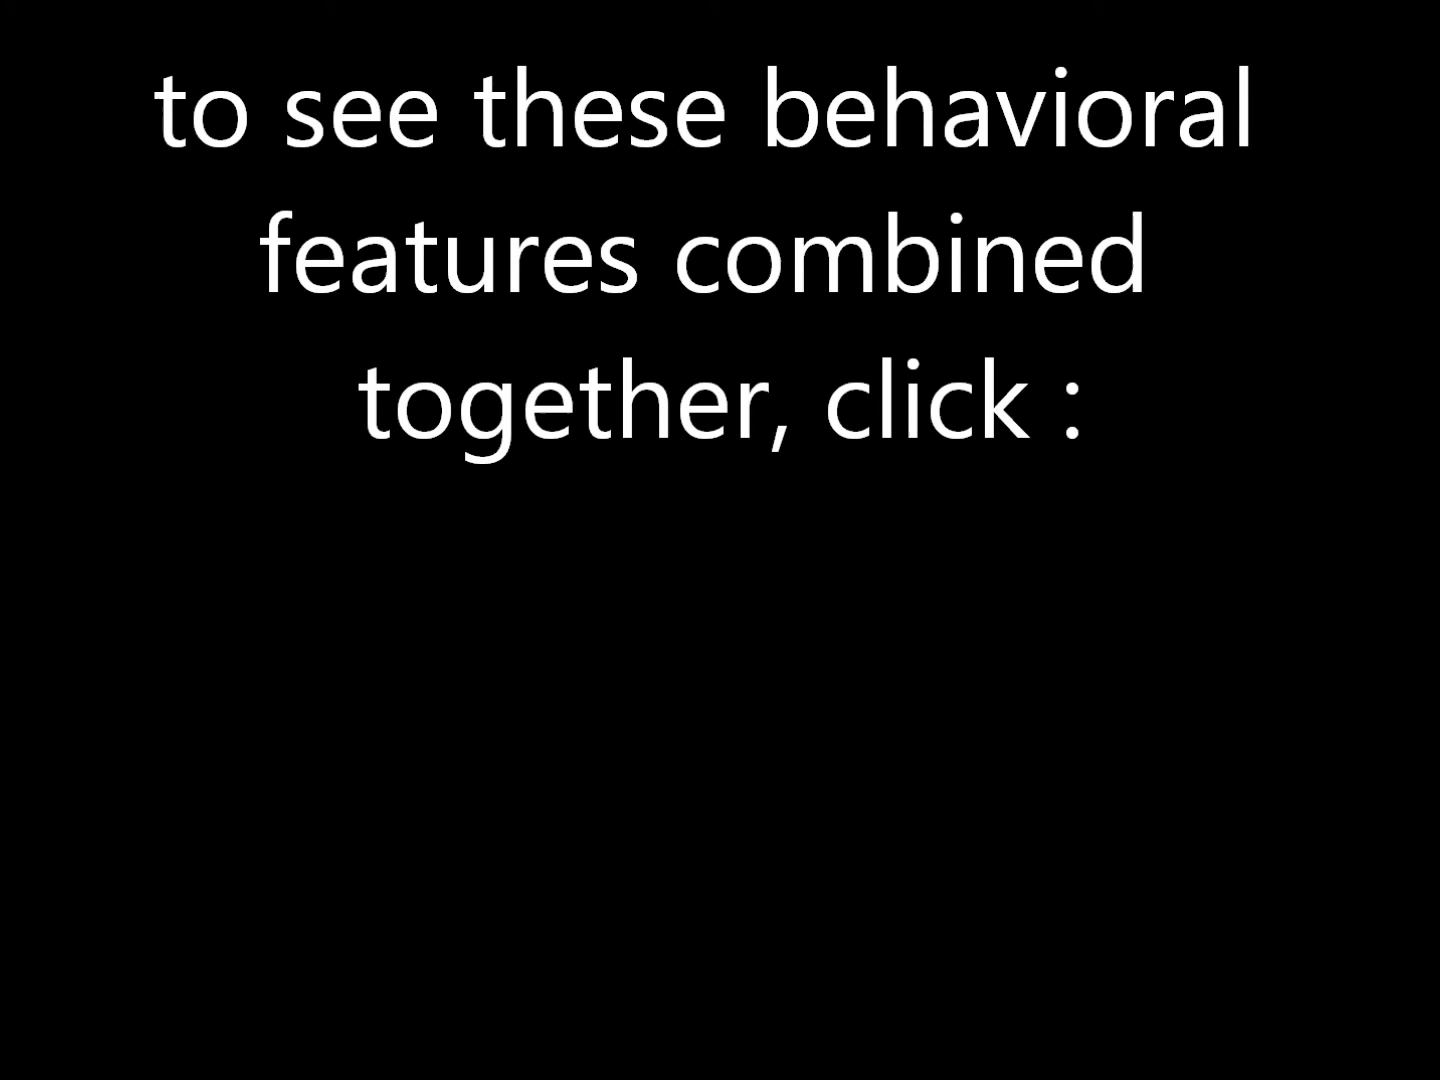 to see these behavioral
features combined
together, click :